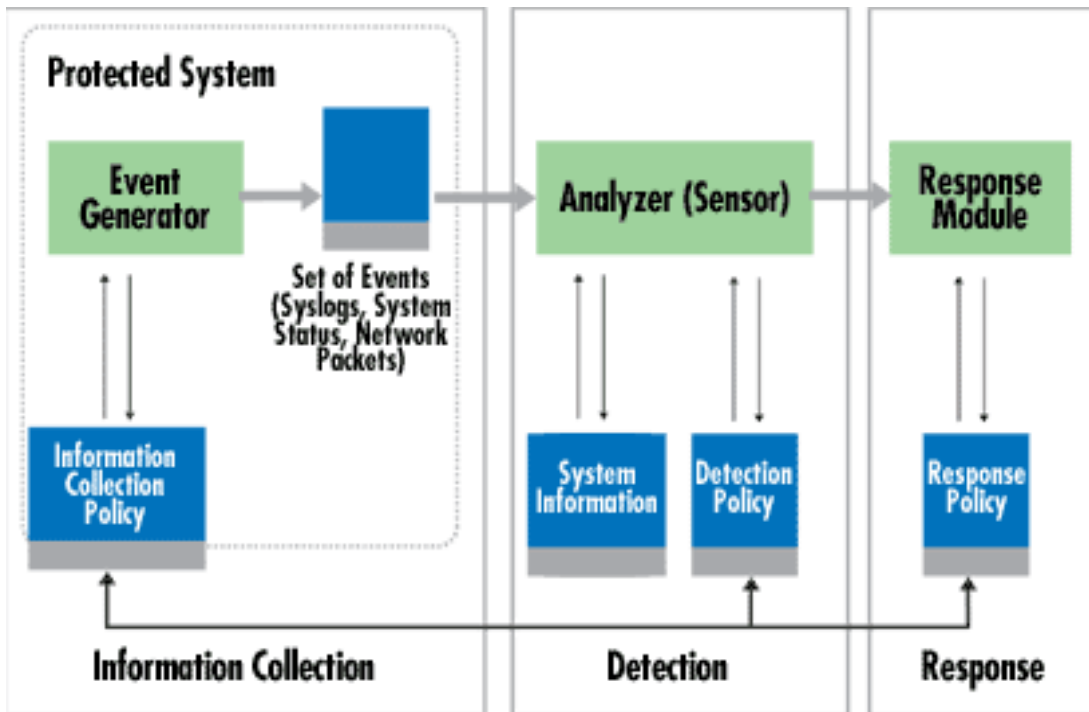 Protected System
Event
Generator
Set of Events
(Syslogs, System
Status, Network
Packets)
Information
Collection
Policy
Information Collection
Analyzer (Sensor)
System
Information
Detection
Policy
Detection
Response
Module
Response
Policy
Response